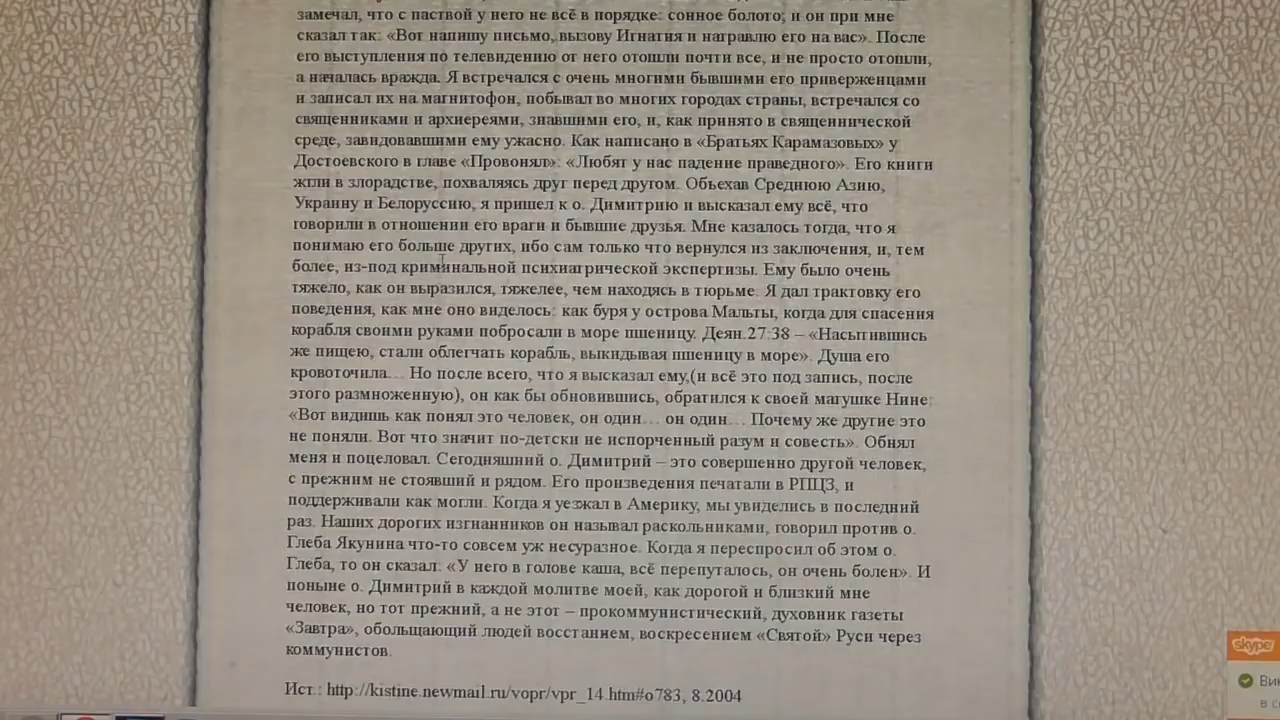 замечал, что с паствой у него не всё в порядке: сонное болото, и он при мне
сказал так: «Вот напишу письмо, вызову Игнатия и натравлю его на вас». После
его выступления по телевидению от него отошли почти все, и не просто отошли,
а началась вражда. Я встречался с очень многими бывшими его приверженцами
и записал их на магнитофон, побывал во многих городах страны, встречался со
священниками и архиереями, знавшими его, и, как принято в священнической
среде, завидовавшими ему ужасно. Как написано в «Братьях Карамазовых» у
Достоевского в главе «Провонял»: «Любят у нас падение праведного». Его книги
жгли в злорадстве, похваляясь друг перед другом. Объехав Среднюю Азию,
Украину и Белоруссию, я пришел к о. Димитрию и высказал ему всё, что
говорили в отношении его враги и бывшие друзья. Мне казалось тогда, что я
понимаю его больше других, ибо сам только что вернулся из заключения, и, тем
более, из-под криминальной психиатрической экспертизы. Ему было очень
тяжело, как он выразился, тяжелее, чем находясь в тюрьме. Я дал трактовку его
поведения, как мне оно виделось: как буря у острова Мальты, когда для спасения
корабля своими руками побросали в море пшеницу. Деян.27:38 – «Насытившись
же пищею, стали облегчать корабль, выкидывая пшеницу в море». Душа его
кровоточила… Но после всего, что я высказал ему,(и всё это под запись, после
этого размноженную), он как бы обновившись, обратился к своей матушке Нине:
«Вот видишь как понял это человек, он один… он один… Почему же другие это
не поняли. Вот что значит по-детски не испорченный разум и совесть». Обнял
меня и поцеловал. Сегодняшний о. Димитрий – это совершенно другой человек,
с прежним не стоявший и рядом. Его произведения печатали в РПЦЗ, и
поддерживали как могли. Когда я уезжал в Америку, мы увиделись в последний
раз. Наших дорогих изгнанников он называл раскольниками, говорил против о.
Глеба Якунина что-то совсем уж несуразное. Когда я переспросил об этом о.
Глеба, то он сказал: «У него в голове каша, всё перепуталось, он очень болен». И
поныне о. Димитрий в каждой молитве моей, как дорогой и близкий мне
человек, но тот прежний, а не этот – прокоммунистический, духовник газеты
«Завтра», обольщающий людей восстанием, воскресением «Святой» Руси через
коммунистов.
Ист.: http://kistine.newmail.ru/vopr/vpr_14.htm#o783, 8.2004
skype